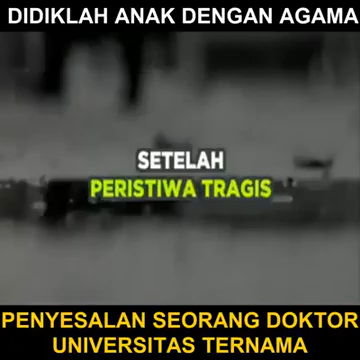 DIDIKLAH ANAK DENGAN AGAMA
SETELAH
PERISTIWA TRAGIS
PENYESALAN SEORANG DOKTOR
UNIVERSITAS TERNAMA